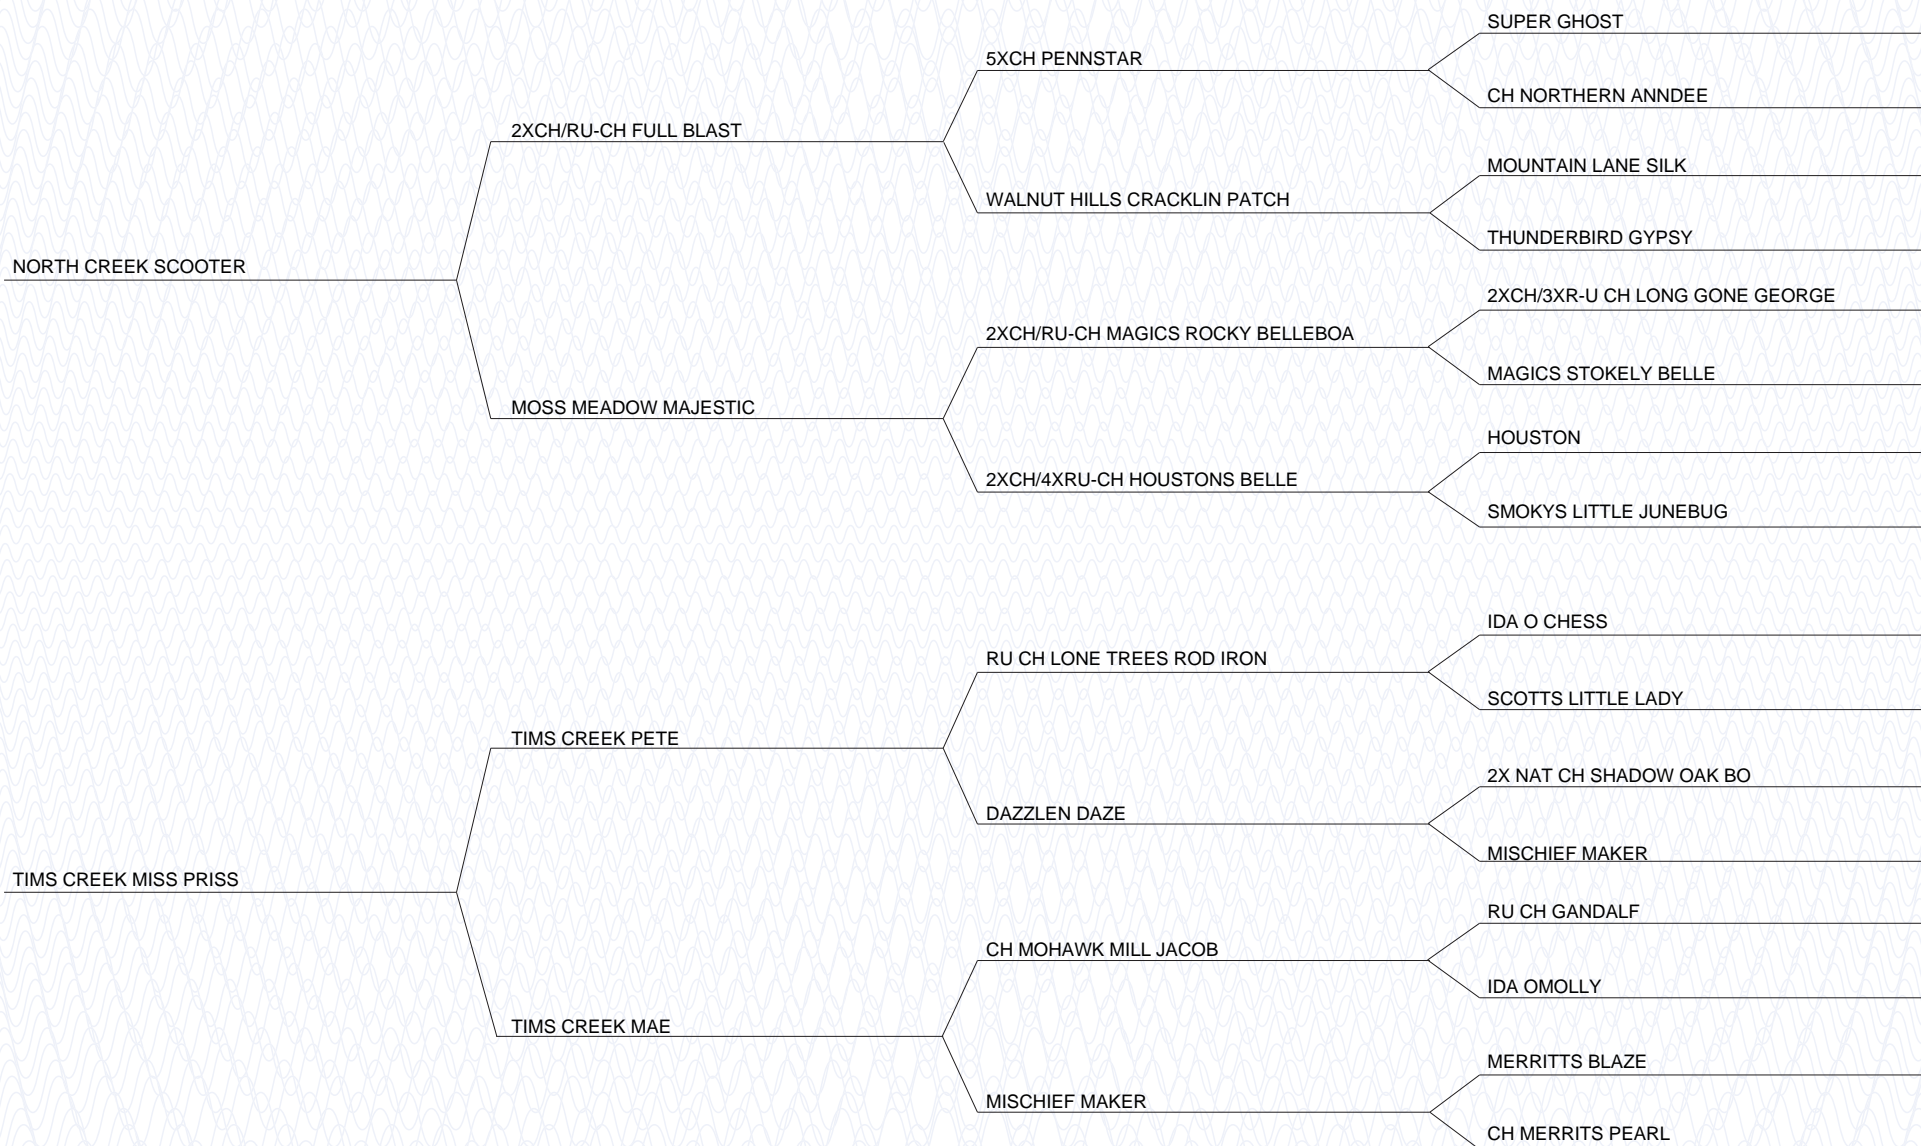 SUPER GHOST
5XCH PENNSTAR
CH NORTHERN ANNDEE
2XCH/RU-CH FULL BLAST
MOUNTAIN LANE SILK
WALNUT HILLS CRACKLIN PATCH
THUNDERBIRD GYPSY
NORTH CREEK SCOOTER
2XCH/3XR-U CH LONG GONE GEORGE
2XCH/RU-CH MAGICS ROCKY BELLEBOA
MAGICS STOKELY BELLE
MOSS MEADOW MAJESTIC
HOUSTON
2XCH/4XRU-CH HOUSTONS BELLE
SMOKYS LITTLE JUNEBUG
IDA O CHESS
RU CH LONE TREES ROD IRON
SCOTTS LITTLE LADY
TIMS CREEK PETE
2X NAT CH SHADOW OAK BO
DAZZLEN DAZE
MISCHIEF MAKER
TIMS CREEK MISS PRISS
RU CH GANDALF
CH MOHAWK MILL JACOB
IDA OMOLLY
TIMS CREEK MAE
MERRITTS BLAZE
MISCHIEF MAKER
CH MERRITS PEARL